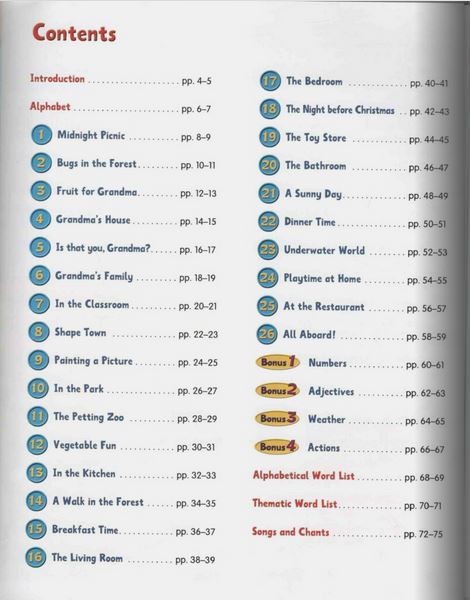 Contents
Introduction ............... pp. 4–5
Alphabet ............... pp. 6–7
1 Midnight Picnic ............... pp. 8–9
2 Bugs in the Forest ............... pp. 10–11
3 Fruit for Grandma ............... pp. 12–13
4 Grandma's House ............... pp. 14–15
5 Is that you, Grandma? ............... pp. 16–17
6 Grandma's Family ............... pp. 18–19
7 In the Classroom ............... pp. 20–21
8 Shape Town ............... pp. 22–23
9 Painting a Picture ............... pp. 24–25
10 In the Park ............... pp. 26–27
11 The Petting Zoo ............... pp. 28–29
12 Vegetable Fun ............... pp. 30–31
13 In the Kitchen ............... pp. 32–33
14 A Walk in the Forest ............... pp. 34–35
15 Breakfast Time ............... pp. 36–37
16 The Living Room ............... pp. 38–39
17 The Bedroom ............... pp. 40–41
18 The Night before Christmas ............... pp. 42–43
19 The Toy Store ............... pp. 44–45
20 The Bathroom ............... pp. 46–47
21 A Sunny Day ............... pp. 48–49
22 Dinner Time ............... pp. 50–51
23 Underwater World ............... pp. 52–53
24 Playtime at Home ............... pp. 54–55
25 At the Restaurant ............... pp. 56–57
26 All Aboard! ............... pp. 58–59
Bonus 1 Numbers ............... pp. 60–61
Bonus 2 Adjectives ............... pp. 62–63
Bonus 3 Weather ............... pp. 64–65
Bonus 4 Actions ............... pp. 66–67
Alphabetical Word List ............... pp. 68–69
Thematic Word List ............... pp. 70–71
Songs and Chants ............... pp. 72–75